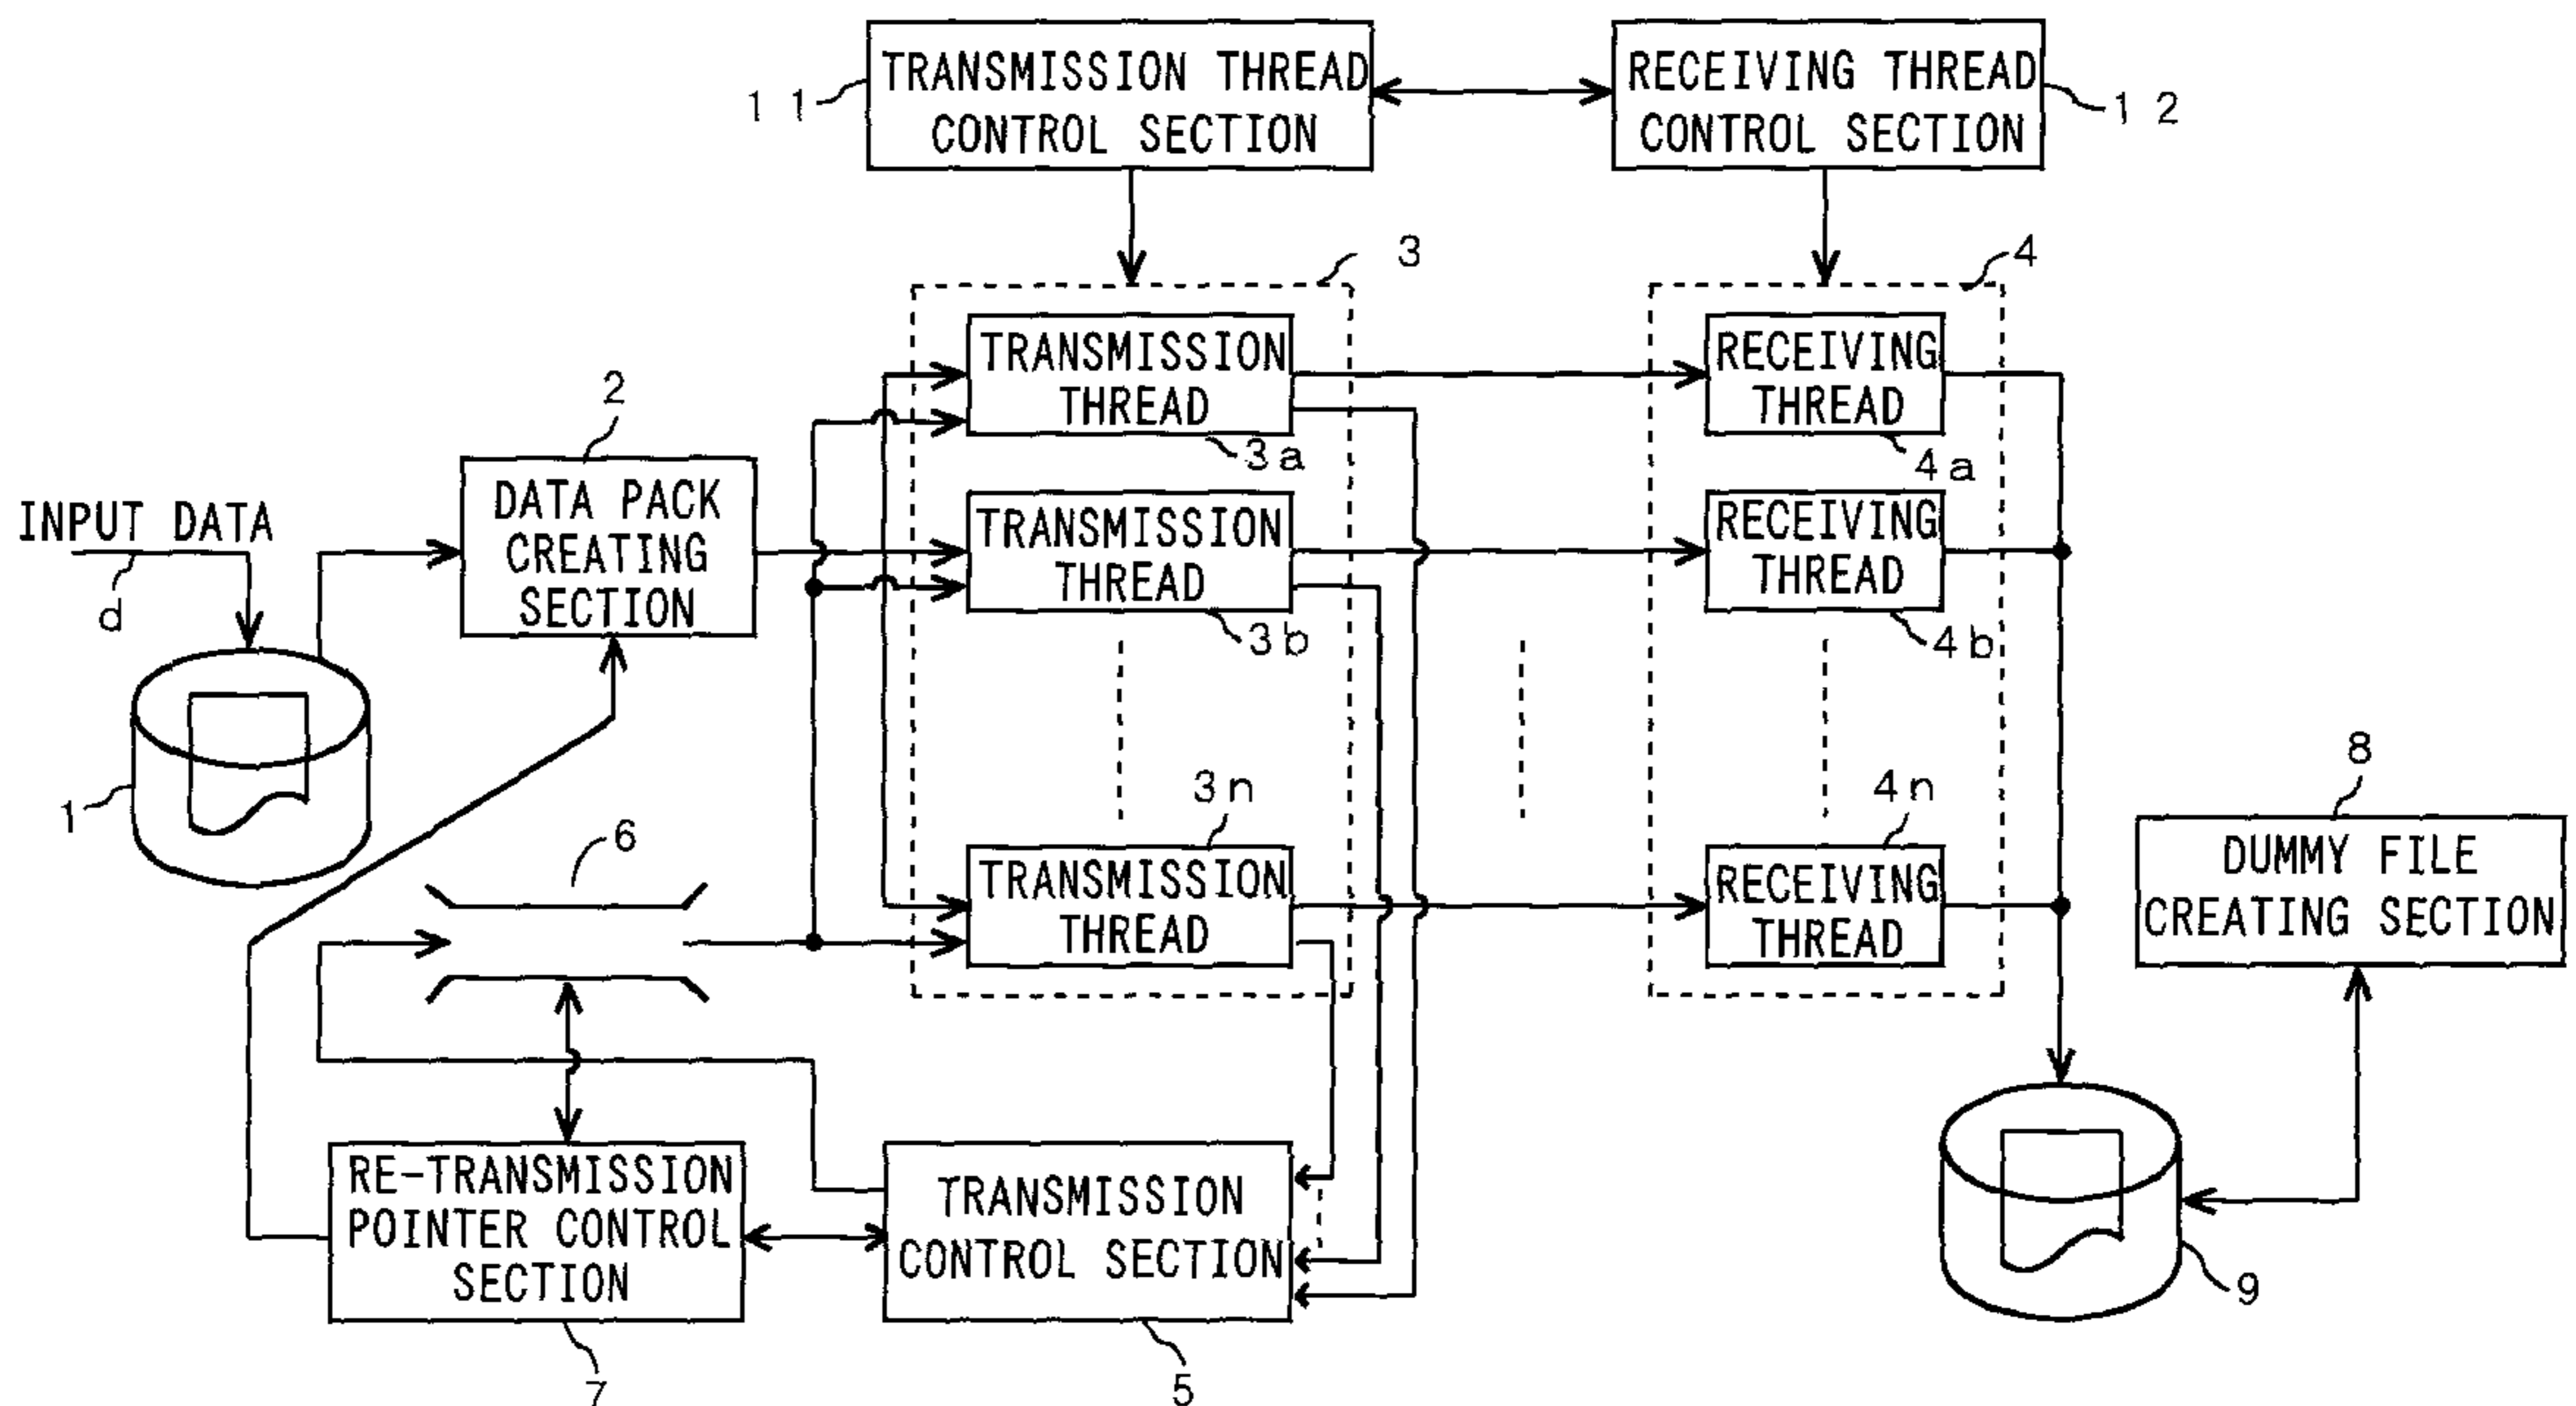 TRANSMISSION THREAD
CONTROL SECTION
11
RECEIVING THREAD
CONTROL SECTION
12
3
4
TRANSMISSION
THREAD
3a
RECEIVING
THREAD
4a
2
DATA PACK
CREATING
SECTION
INPUT DATA
d
TRANSMISSION
THREAD
3b
RECEIVING
THREAD
4b
1
6
3n
TRANSMISSION
THREAD
4n
RECEIVING
THREAD
8
DUMMY FILE
CREATING SECTION
RE-TRANSMISSION
POINTER CONTROL
SECTION
7
TRANSMISSION
CONTROL SECTION
5
9